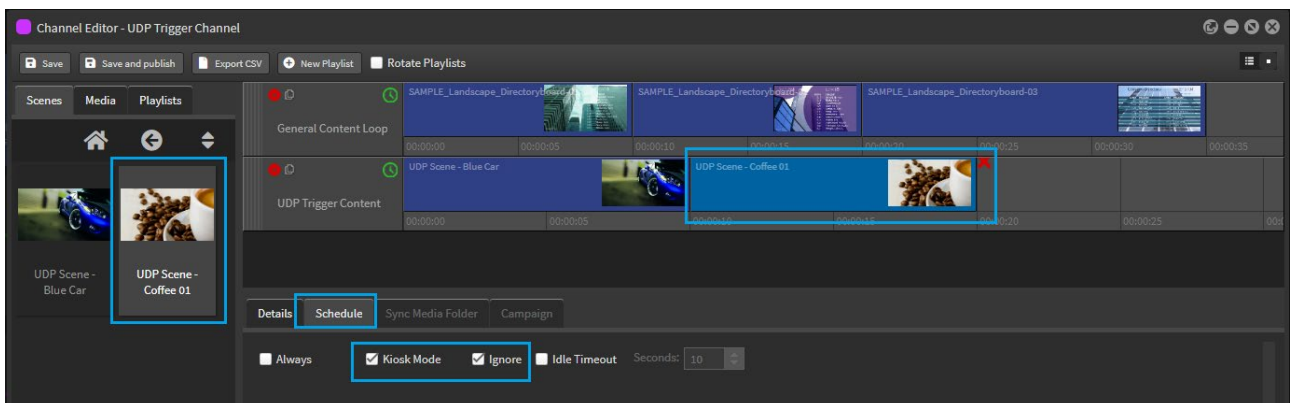 Channel Editor - UDP Trigger Channel
Save
Save and publish
Export CSV
New Playlist
Rotate Playlists
Scenes
Media
Playlists
UDP Scene -
Blue Car
UDP Scene -
Coffee 01
General Content Loop
SAMPLE_Landscape_Directoryboard
SAMPLE_Landscape_Directoryboard-
SAMPLE_Landscape_Directoryboard-03
00:00:00
00:00:05
00:00:10
00:00:15
00:00:20
00:00:25
00:00:30
00:00:35
UDP Trigger Content
UDP Scene - Blue Car
UDP Scene - Coffee 01
00:00:00
00:00:05
00:00:10
00:00:15
00:00:20
00:00:25
Details
Schedule
Sync Media Folder
Campaign
Always
Kiosk Mode
Ignore
Idle Timeout
Seconds: 10